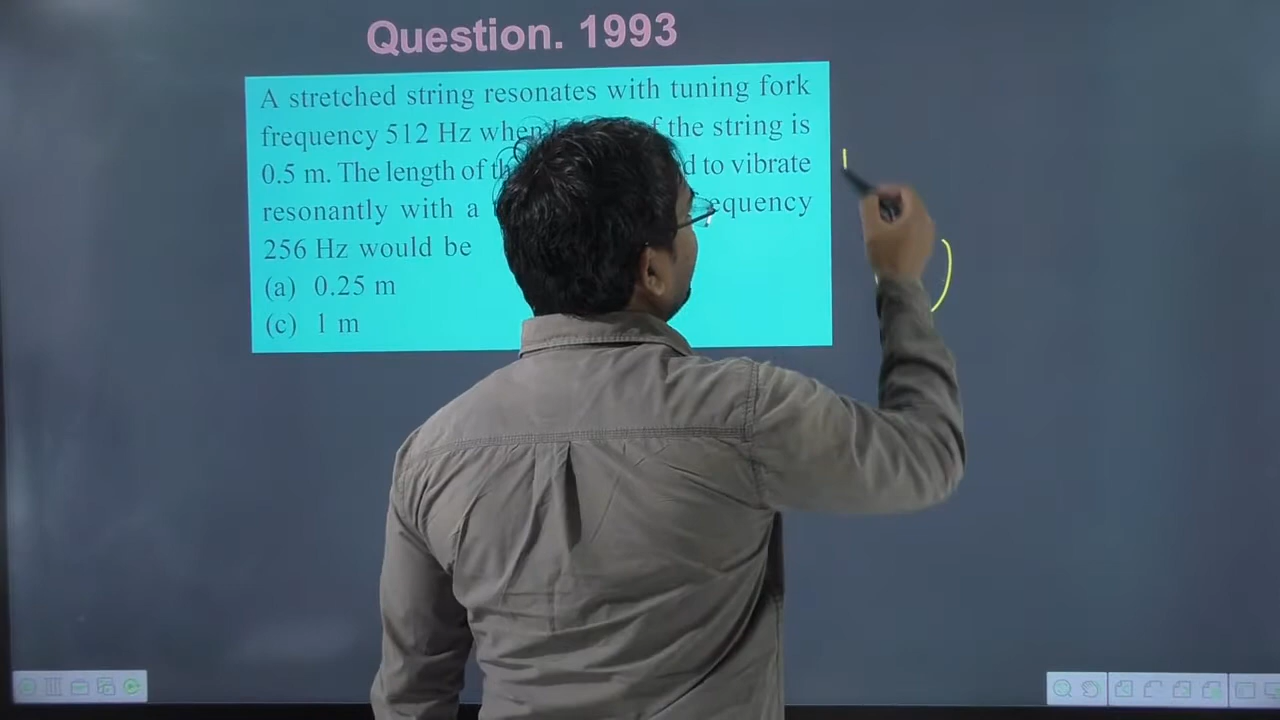 Question. 1993
A stretched string resonates with tuning fork
frequency 512 Hz when f the string is
0.5 m. The length of d to vibrate
resonantly with a equency
256 Hz would be
(a) 0.25 m
(c) 1 m